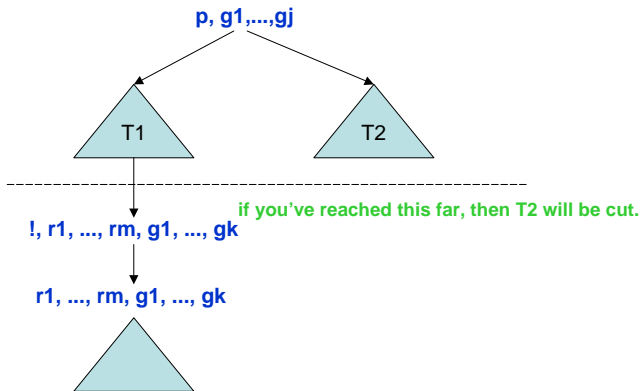 p, g1,...,gj
T1
T2
if you've reached this far, then T2 will be cut.
!, r1, ..., rm, g1, ..., gk
r1, ..., rm, g1, ..., gk